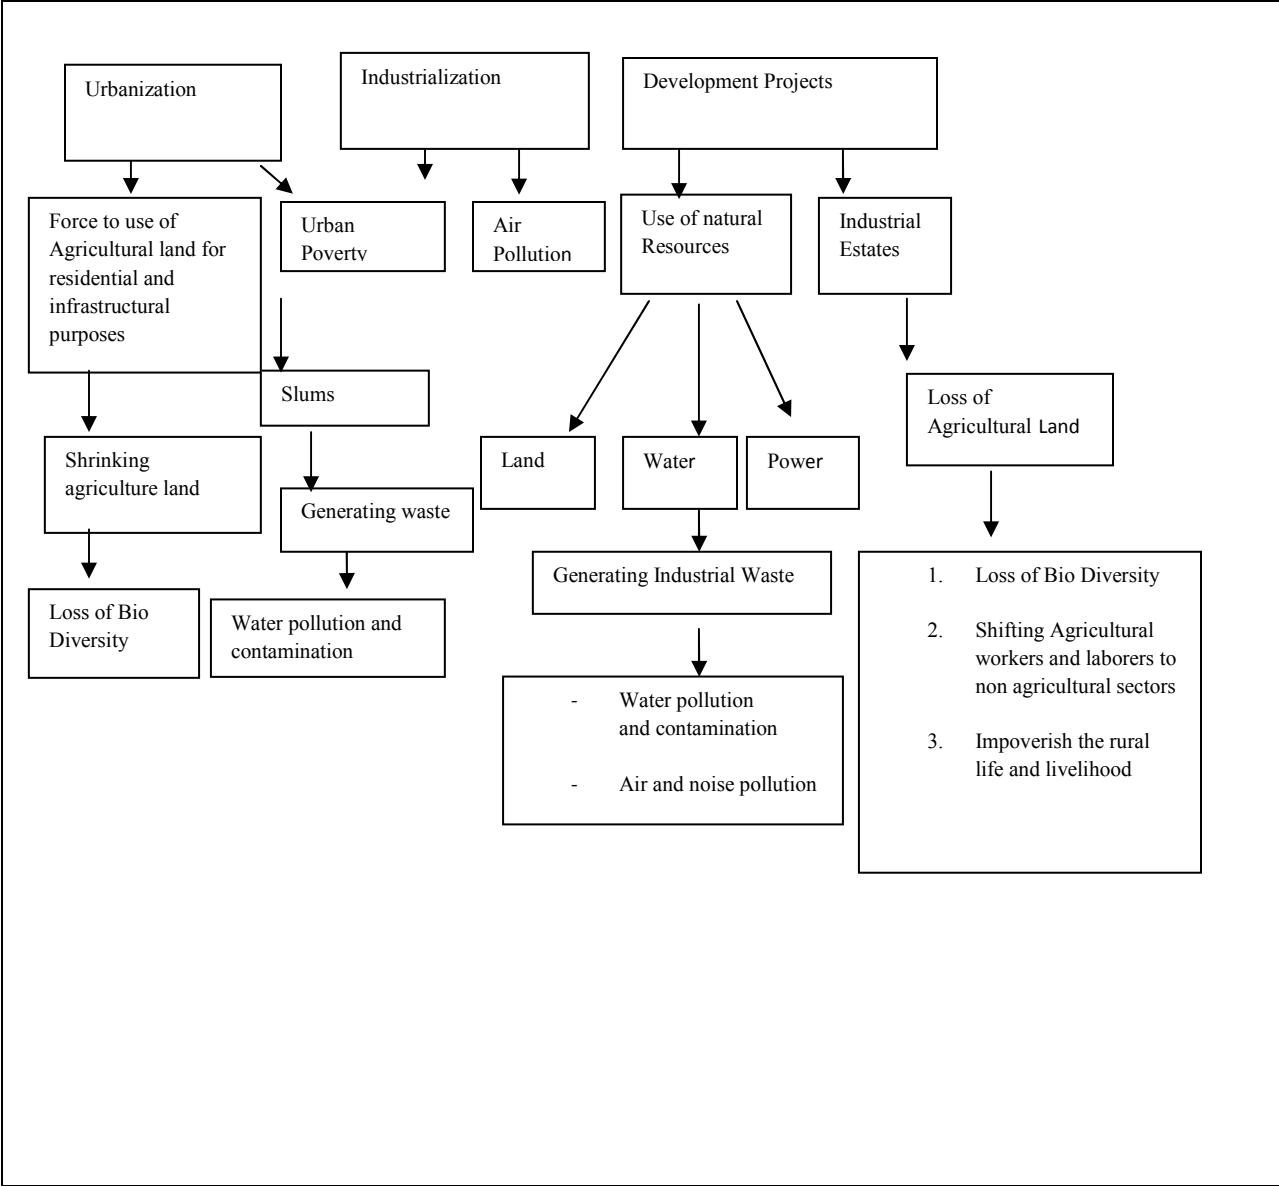 Urbanization
Industrialization
Development Projects
Force to use of
Agricultural land for
residential and
infrastructural
purposes
Urban
Poverty
Air
Pollution
Use of natural
Resources
Industrial
Estates
Slums
Loss of
Agricultural Land
Shrinking
agriculture land
Land
Water
Power
Generating waste
Generating Industrial Waste
Loss of Bio
Diversity
Water pollution and
contamination
- Water pollution
and contamination
- Air and noise pollution
1. Loss of Bio Diversity
2. Shifting Agricultural
workers and laborers to
non agricultural sectors
3. Impoverish the rural
life and livelihood